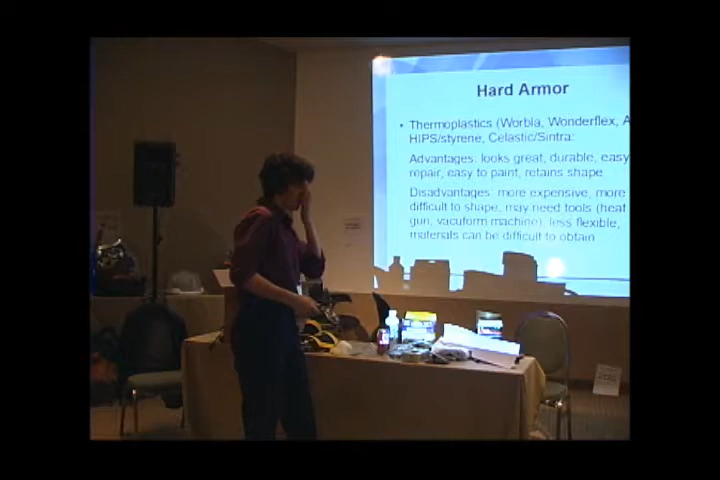 Hard Armor
• Thermoplastics (Worbla, Wonderflex, A
HIPS/styrene, Celastic/Sintra:
Advantages: looks great, durable, easy
repair, easy to paint, retains shape
Disadvantages: more expensive, more
difficult to shape, may need tools (heat
gun, vacuform machine), less flexible,
materials can be difficult to obtain